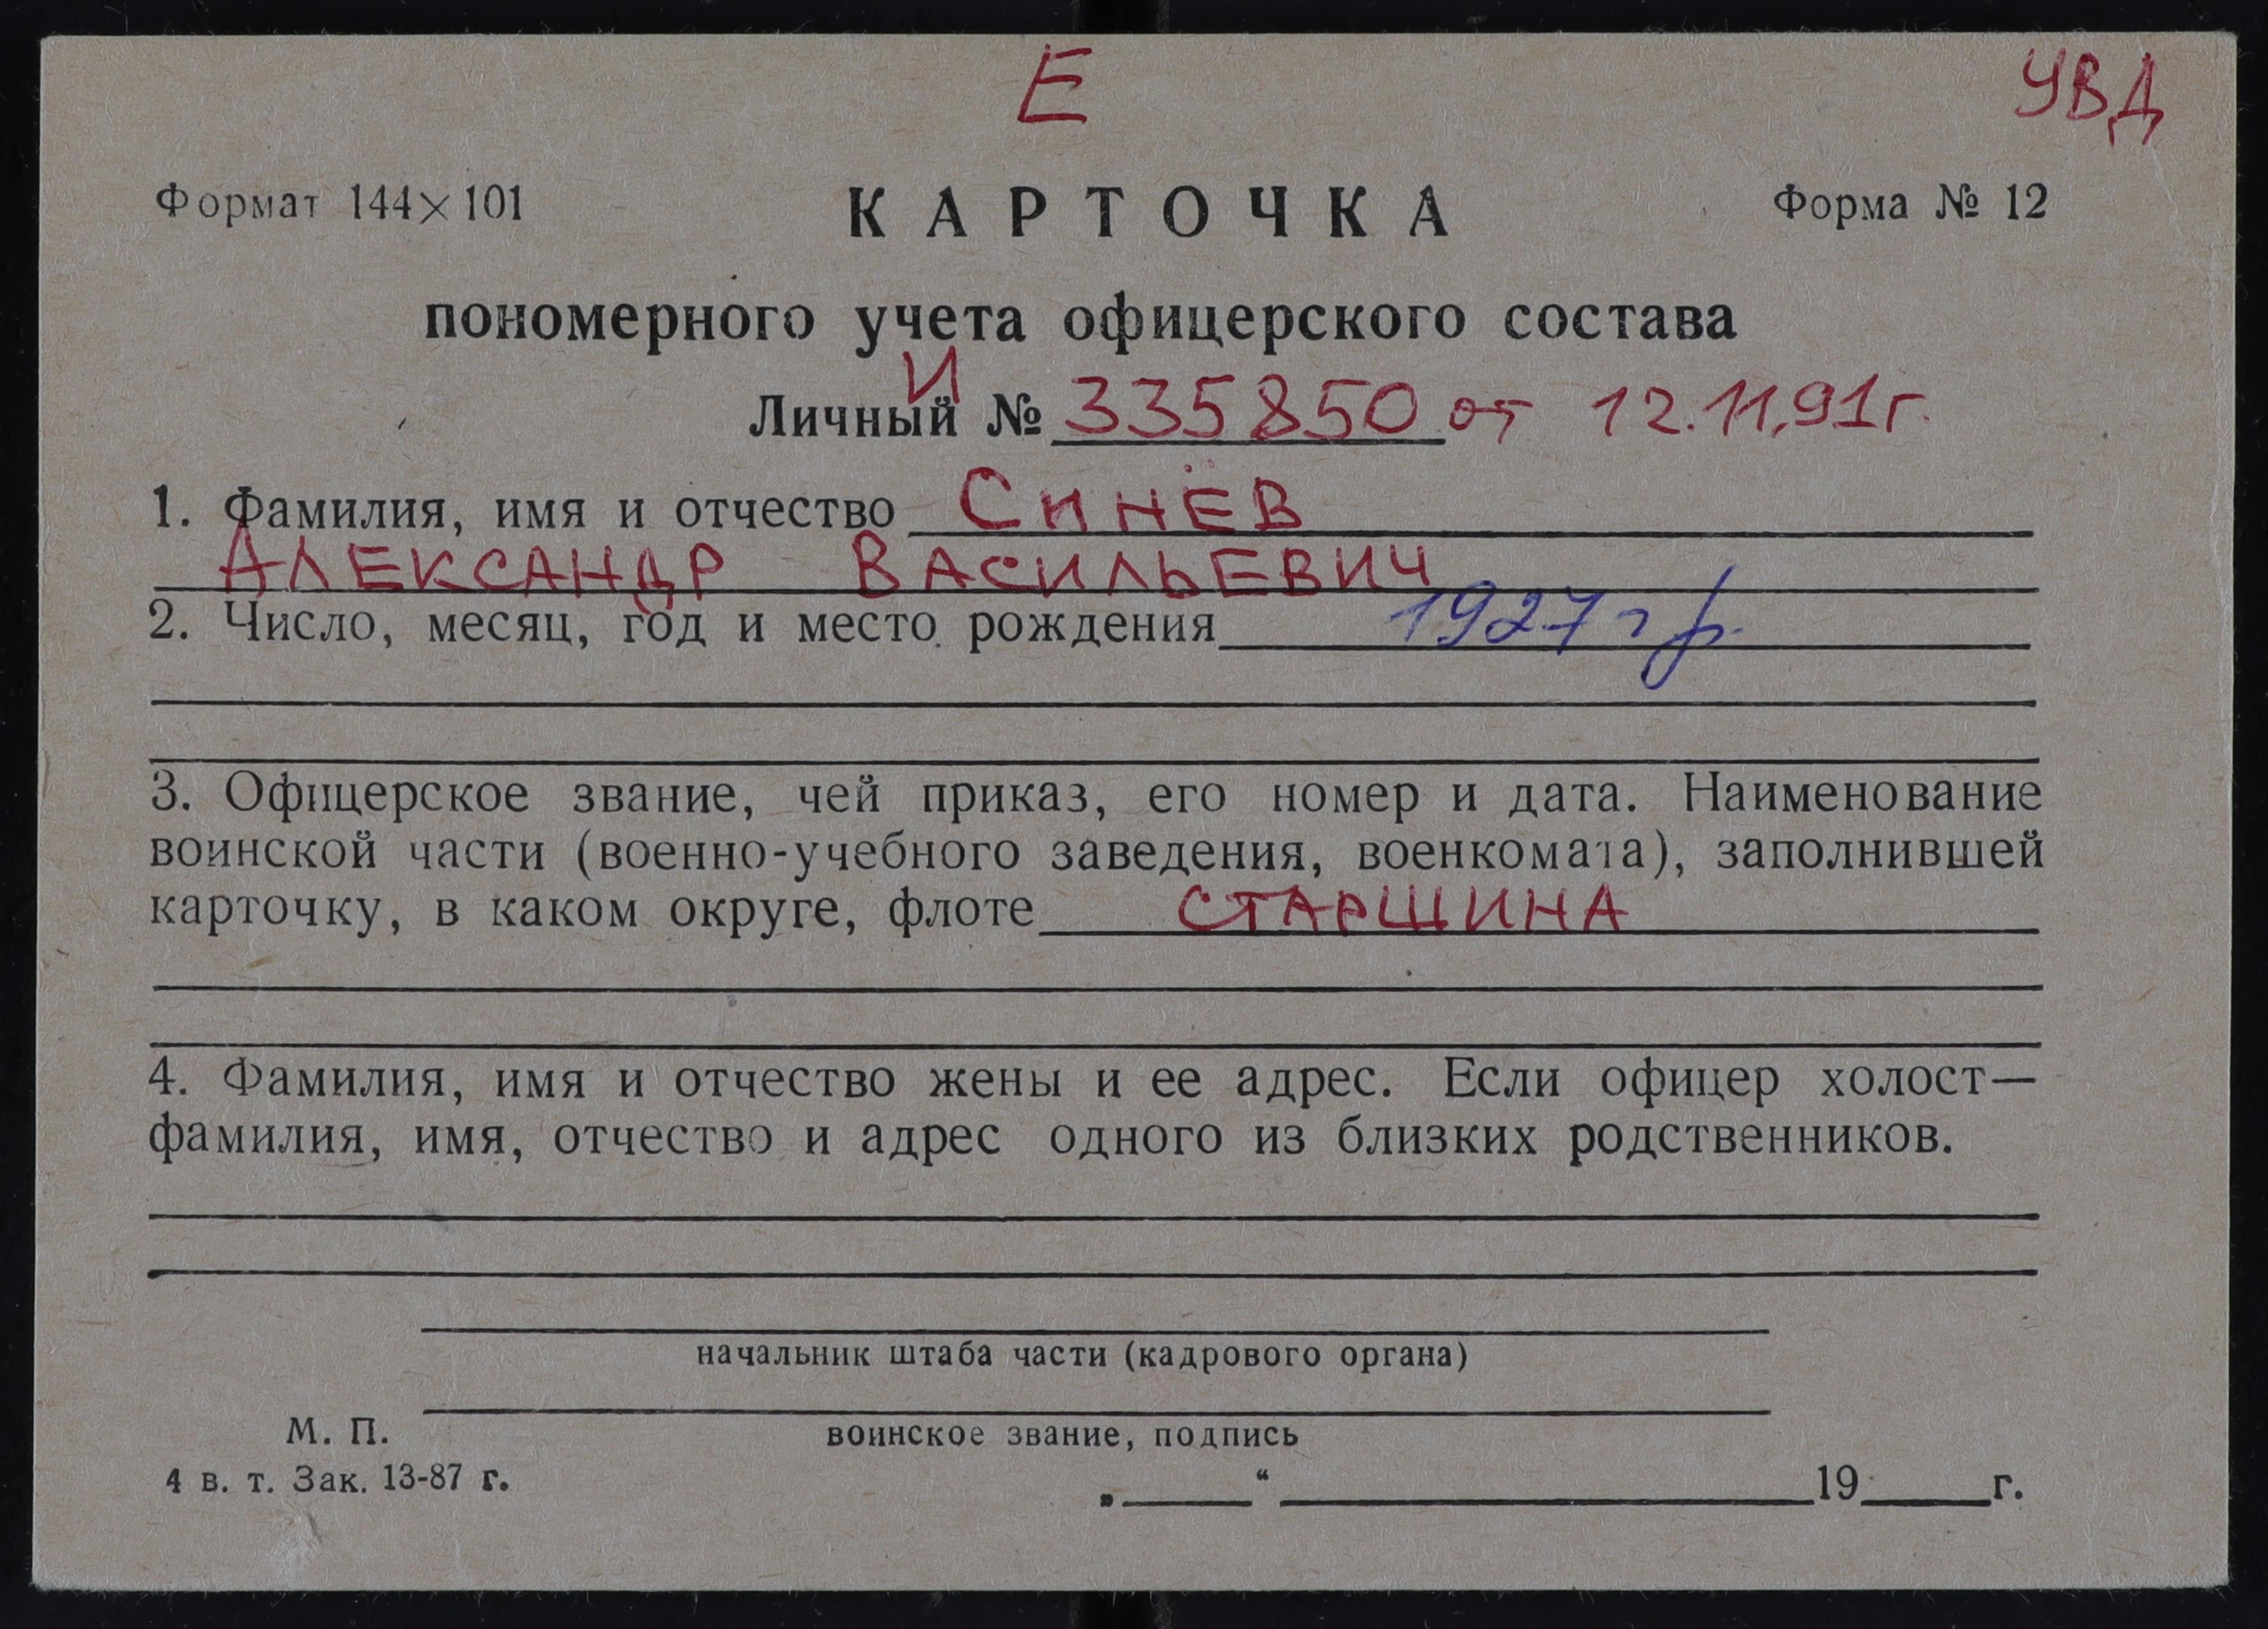 Е
УВД
Формат 144×101
КАРТОЧКА
Форма № 12
пономерного учета офицерского состава
И
Личный № 335850 от 12.11.91г.
1. Фамилия, имя и отчество Синёв
Александр Васильевич
2. Число, месяц, год и место рождения 1927 г р.
3. Офицерское звание, чей приказ, его номер и дата. Наименование
воинской части (военно-учебного заведения, военкомата), заполнившей
карточку, в каком округе, флоте СТАРШИНА
4. Фамилия, имя и отчество жены и ее адрес. Если офицер холост—
фамилия, имя, отчество и адрес одного из близких родственников.
начальник штаба части (кадрового органа)
М. П.
воинское звание, подпись
4 в. т. Зак. 13-87 г.
„____“ ____________ 19____г.